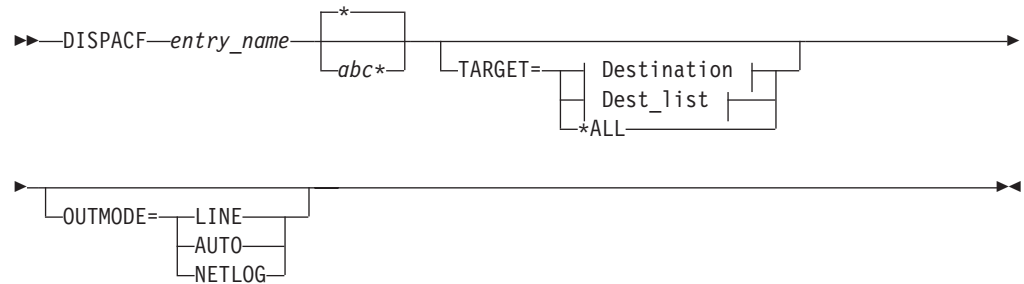 *
DISPACF entry_name
abc*
TARGET= Destination
Dest_list
*ALL
OUTMODE= LINE
AUTO
NETLOG